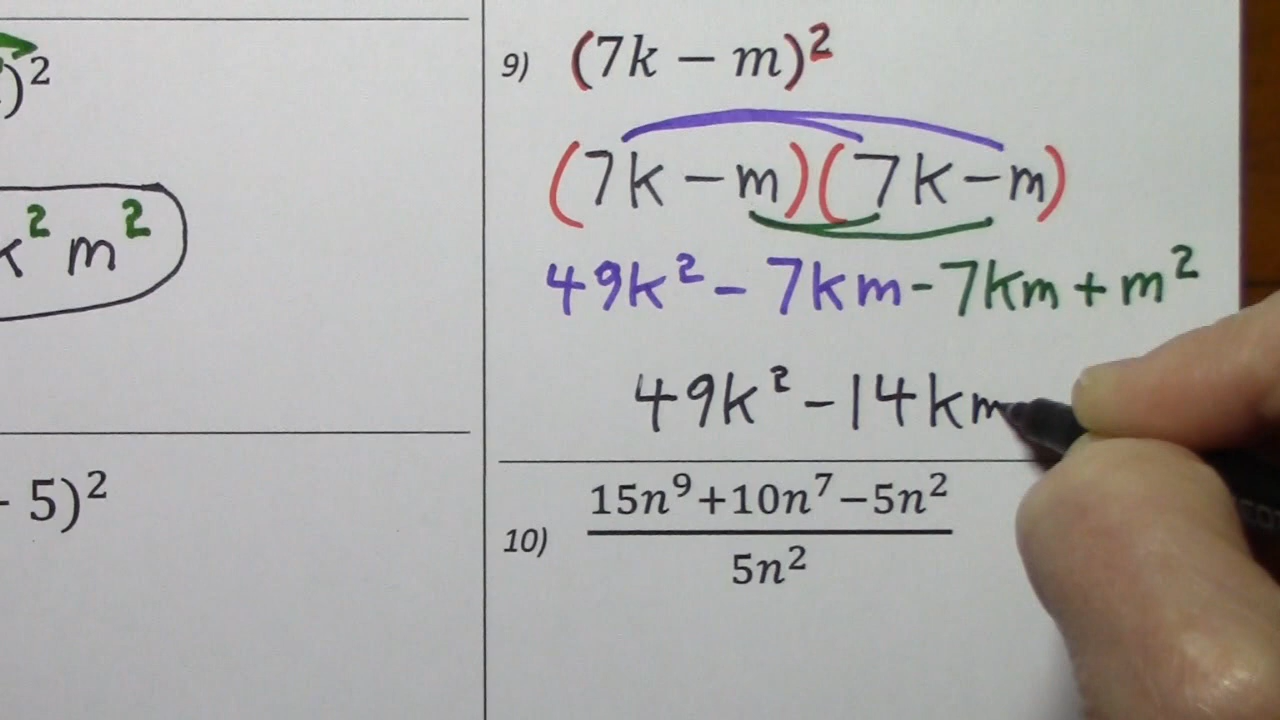 )²
k²m²
- 5)²
9) (7k − m)²
(7k − m)(7k − m)
49k² − 7km − 7km + m²
49k² − 14km
10) 15n⁹+10n⁷−5n²
5n²